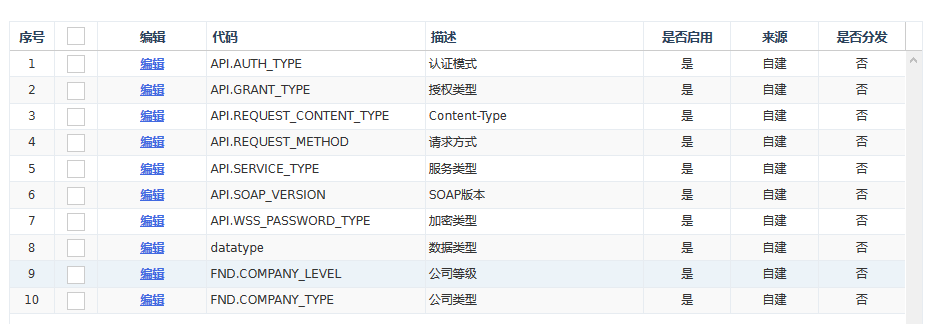 序号 编辑 代码 描述 是否启用 来源 是否分发
1 编辑 API.AUTH_TYPE 认证模式 是 自建 否
2 编辑 API.GRANT_TYPE 授权类型 是 自建 否
3 编辑 API.REQUEST_CONTENT_TYPE Content-Type 是 自建 否
4 编辑 API.REQUEST_METHOD 请求方式 是 自建 否
5 编辑 API.SERVICE_TYPE 服务类型 是 自建 否
6 编辑 API.SOAP_VERSION SOAP版本 是 自建 否
7 编辑 API.WSS_PASSWORD_TYPE 加密类型 是 自建 否
8 编辑 datatype 数据类型 是 自建 否
9 编辑 FND.COMPANY_LEVEL 公司等级 是 自建 否
10 编辑 FND.COMPANY_TYPE 公司类型 是 自建 否